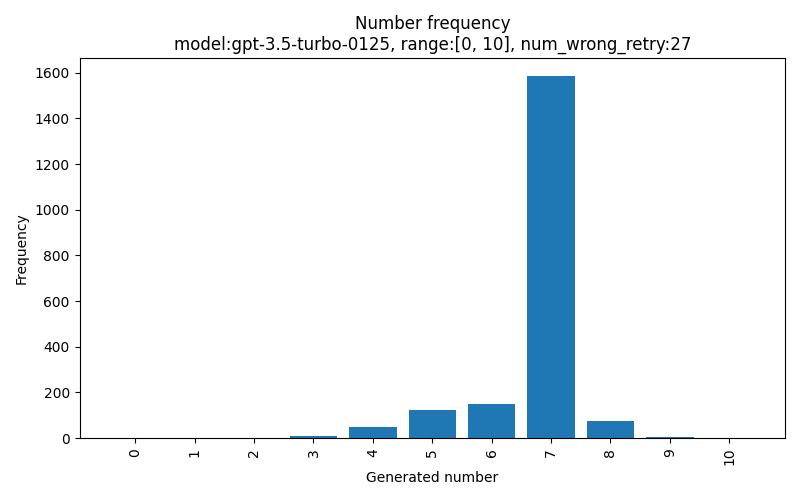 Number frequency
model:gpt-3.5-turbo-0125, range:[0, 10], num_wrong_retry:27
1600
1400
1200
1000
800
600
400
200
0
Frequency
0 1 2 3 4 5 6 7 8 9 10
Generated number